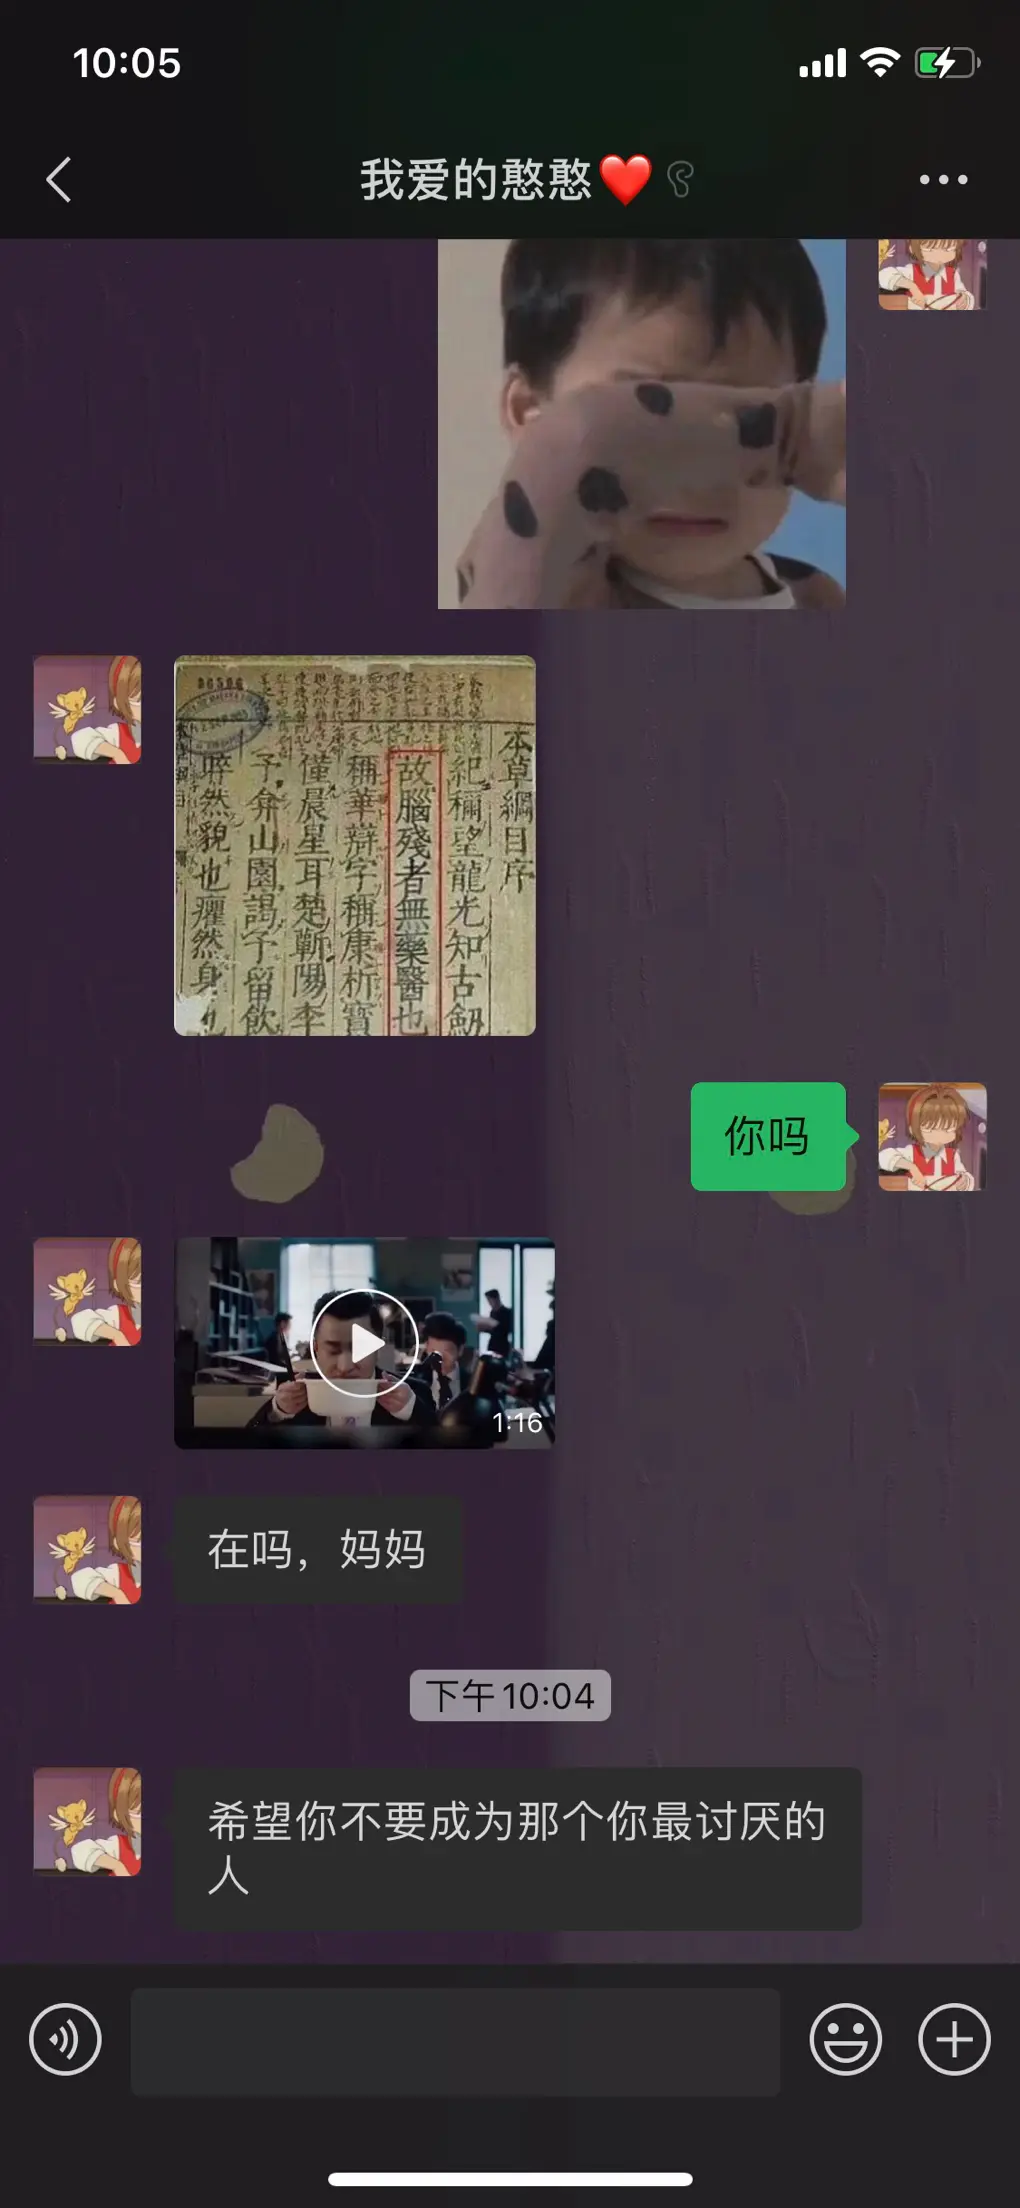 10:05
我爱的憨憨
本草綱目序
紀稱望龍光知古劒
故腦殘者無藥醫也
稱華辯字稱康析寶
僅晨星耳楚蘄陽李
予弇山園謁予留飲
睟然貌也癯然身也
你吗
1:16
在吗，妈妈
下午10:04
希望你不要成为那个你最讨厌的
人